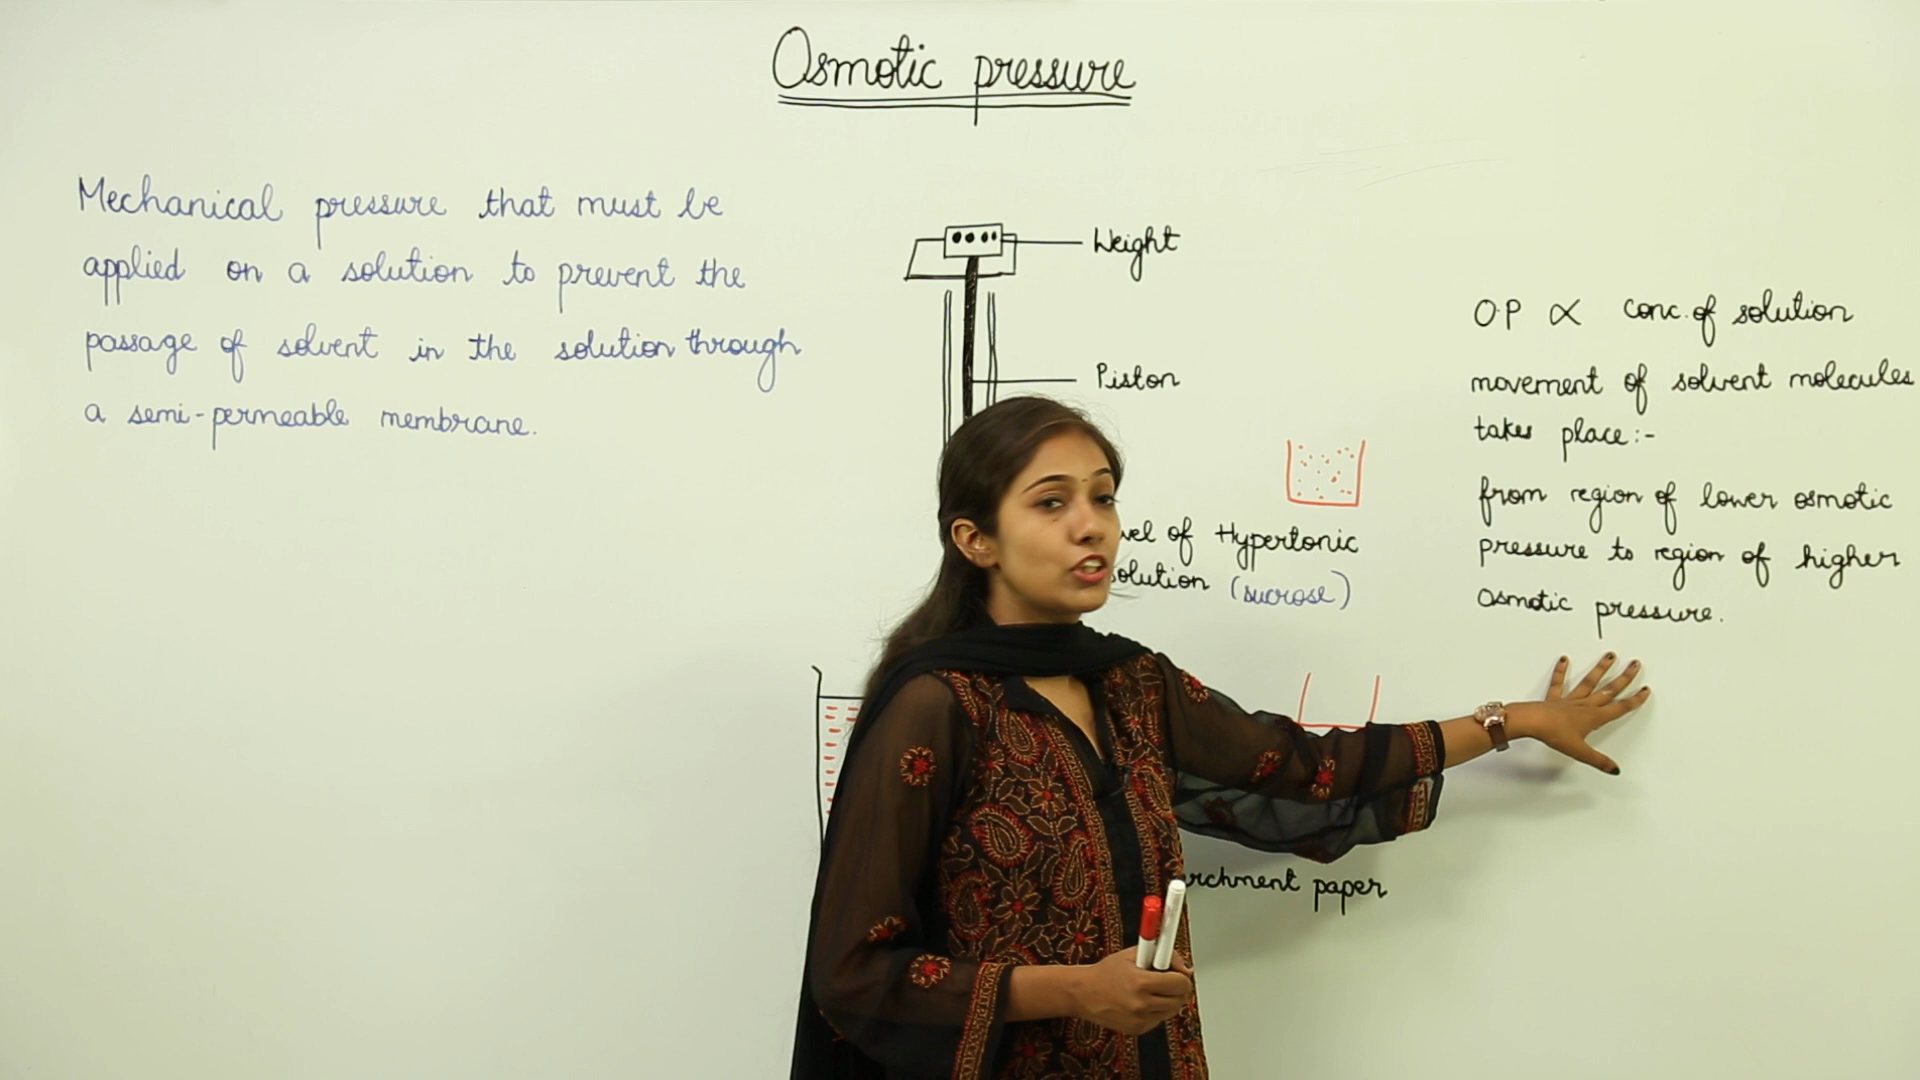 Osmotic pressure
Mechanical pressure that must be
applied on a solution to prevent the
passage of solvent in the solution through
a semi-permeable membrane.
Weight
Piston
of Hypertonic
(sucrose)
paper
O.P ∝ conc. of solution
movement of solvent molecules
takes place:-
from region of lower osmotic
pressure to region of higher
osmotic pressure.